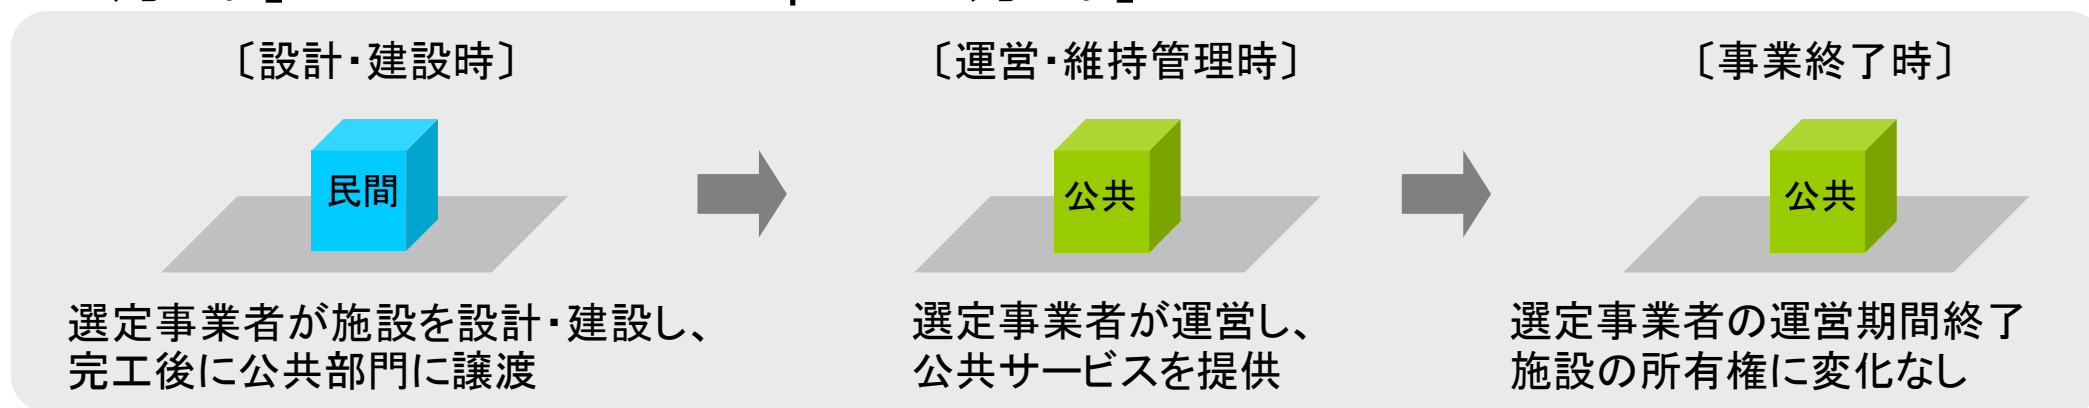 〔設計・建設時〕
〔運営・維持管理時〕
〔事業終了時〕
民間
公共
公共
選定事業者が施設を設計・建設し、
完工後に公共部門に譲渡
選定事業者が運営し、
公共サービスを提供
選定事業者の運営期間終了
施設の所有権に変化なし